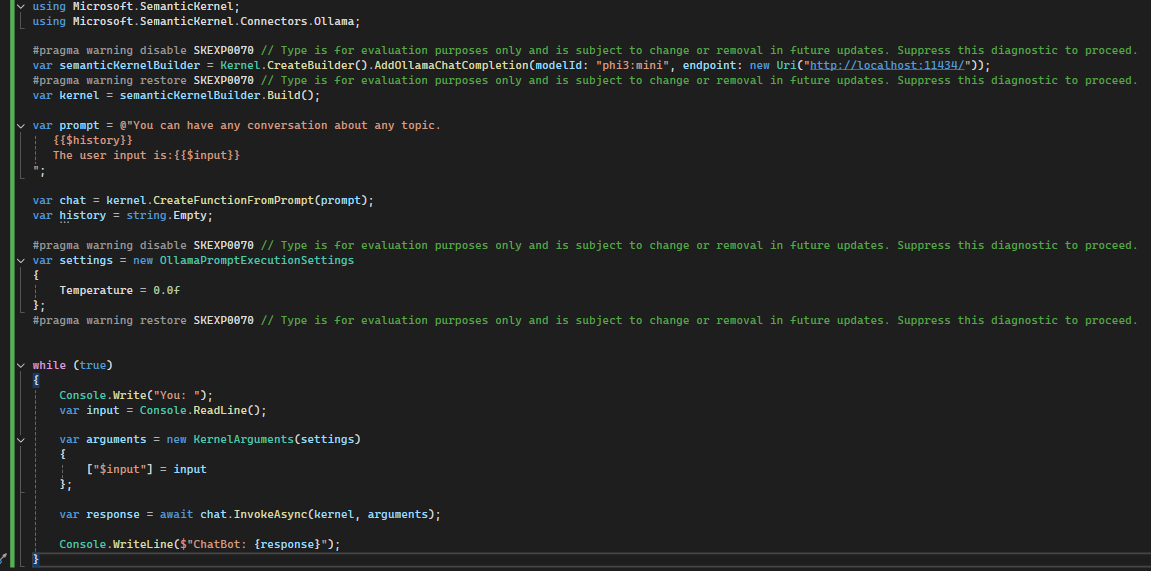 using Microsoft.SemanticKernel;
using Microsoft.SemanticKernel.Connectors.Ollama;
#pragma warning disable SKEXP0070 // Type is for evaluation purposes only and is subject to change or removal in future updates. Suppress this diagnostic to proceed.
var semanticKernelBuilder = Kernel.CreateBuilder().AddOllamaChatCompletion(modelId: "phi3:mini", endpoint: new Uri("http://localhost:11434/"));
#pragma warning restore SKEXP0070 // Type is for evaluation purposes only and is subject to change or removal in future updates. Suppress this diagnostic to proceed.
var kernel = semanticKernelBuilder.Build();
var prompt = @"You can have any conversation about any topic.
{{$history}}
The user input is:{{$input}}
";
var chat = kernel.CreateFunctionFromPrompt(prompt);
var history = string.Empty;
#pragma warning disable SKEXP0070 // Type is for evaluation purposes only and is subject to change or removal in future updates. Suppress this diagnostic to proceed.
var settings = new OllamaPromptExecutionSettings
{
Temperature = 0.0f
};
#pragma warning restore SKEXP0070 // Type is for evaluation purposes only and is subject to change or removal in future updates. Suppress this diagnostic to proceed.
while (true)
{
Console.Write("You: ");
var input = Console.ReadLine();
var arguments = new KernelArguments(settings)
{
["$input"] = input
};
var response = await chat.InvokeAsync(kernel, arguments);
Console.WriteLine($"ChatBot: {response}");
}